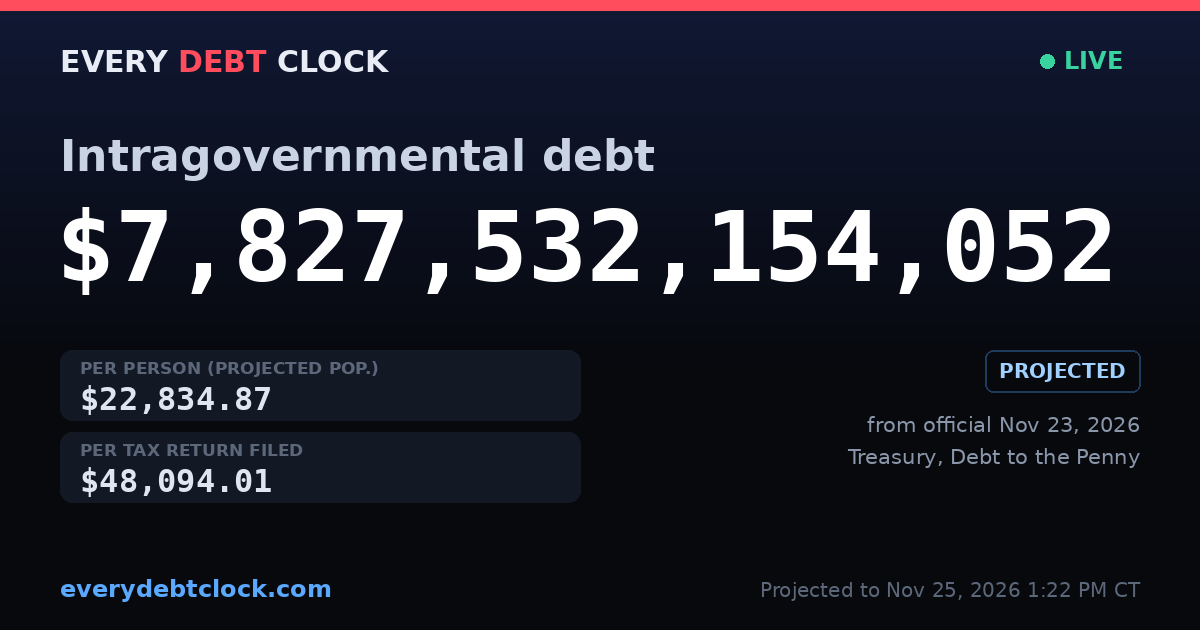 EVERY DEBT CLOCK
LIVE
Intragovernmental debt
$7,827,532,154,052
PER PERSON (PROJECTED POP.)
$22,834.87
PER TAX RETURN FILED
$48,094.01
PROJECTED
from official Nov 23, 2026
Treasury, Debt to the Penny
everydebtclock.com
Projected to Nov 25, 2026 1:22 PM CT